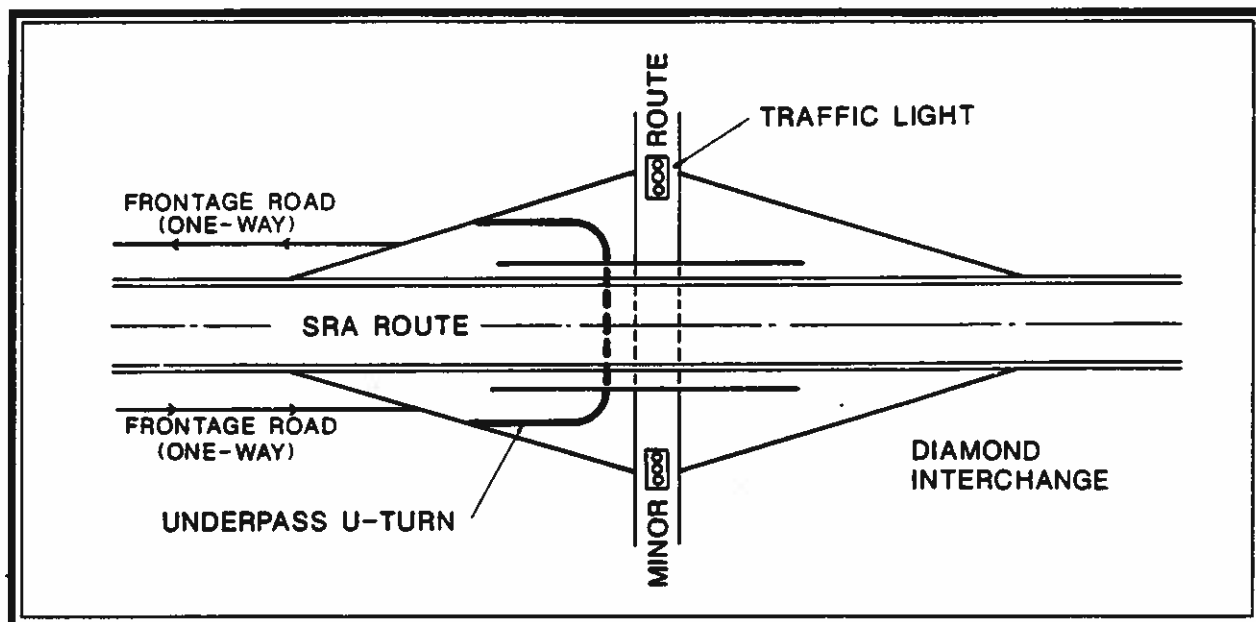 MINOR ROUTE
TRAFFIC LIGHT
FRONTAGE ROAD
(ONE-WAY)
SRA ROUTE
FRONTAGE ROAD
(ONE-WAY)
DIAMOND
INTERCHANGE
UNDERPASS U-TURN